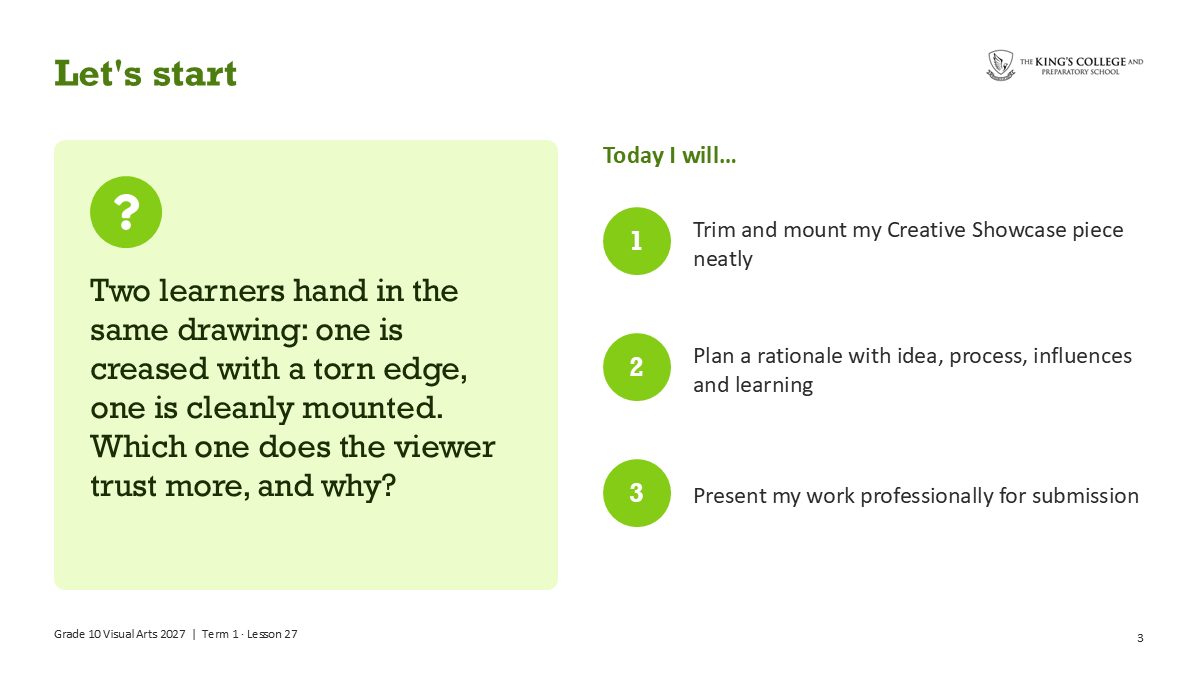 Let's start
THE KING'S COLLEGE AND
PREPARATORY SCHOOL
?
Two learners hand in the
same drawing: one is
creased with a torn edge,
one is cleanly mounted.
Which one does the viewer
trust more, and why?
Today I will...
1
Trim and mount my Creative Showcase piece
neatly
2
Plan a rationale with idea, process, influences
and learning
3
Present my work professionally for submission
Grade 10 Visual Arts 2027 | Term 1 · Lesson 27
3